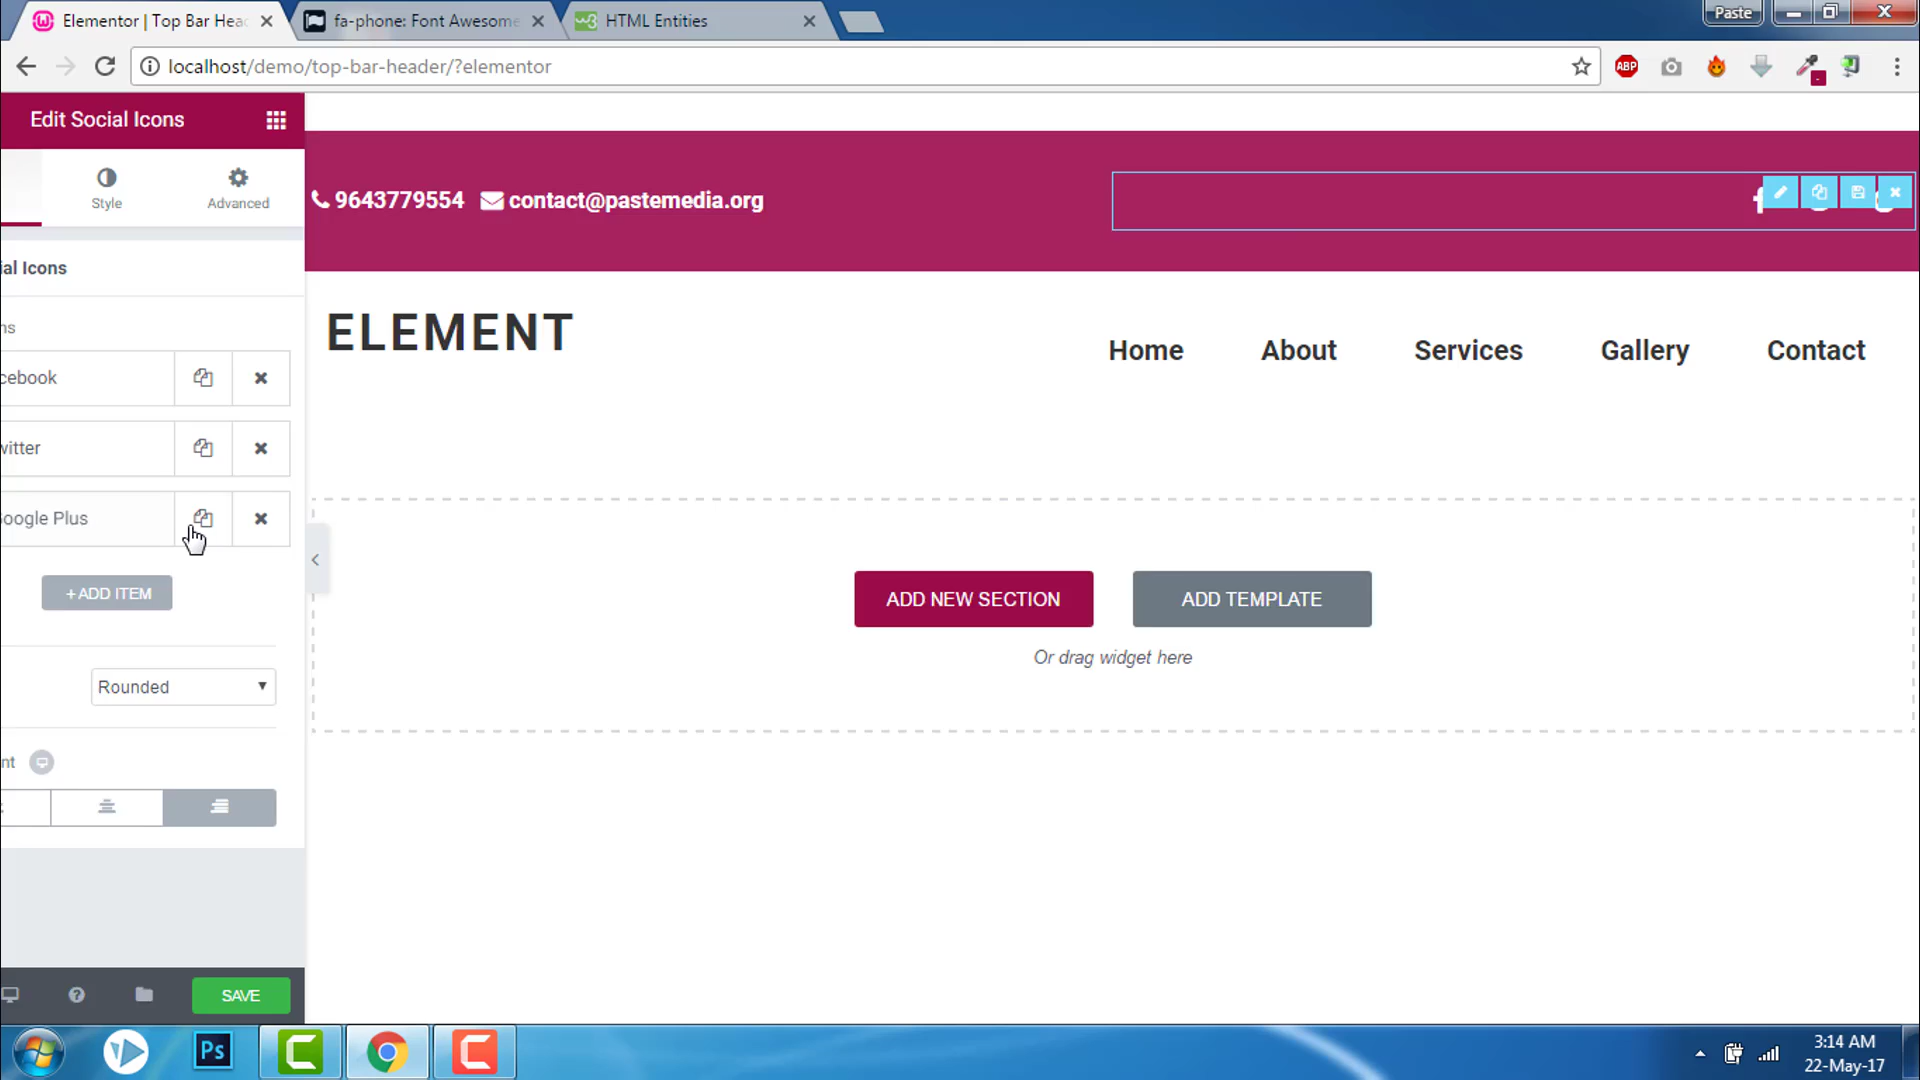 Elementor | Top Bar Hea
fa-phone: Font Awesome
HTML Entities
Paste
localhost/demo/top-bar-header/?elementor
ABP
Edit Social Icons
Style
Advanced
ial Icons
ns
cebook
witter
Google Plus
+ ADD ITEM
Rounded
nt
SAVE
9643779554 contact@pastemedia.org
ELEMENT
Home
About
Services
Gallery
Contact
ADD NEW SECTION
ADD TEMPLATE
Or drag widget here
Ps
3:14 AM
22-May-17